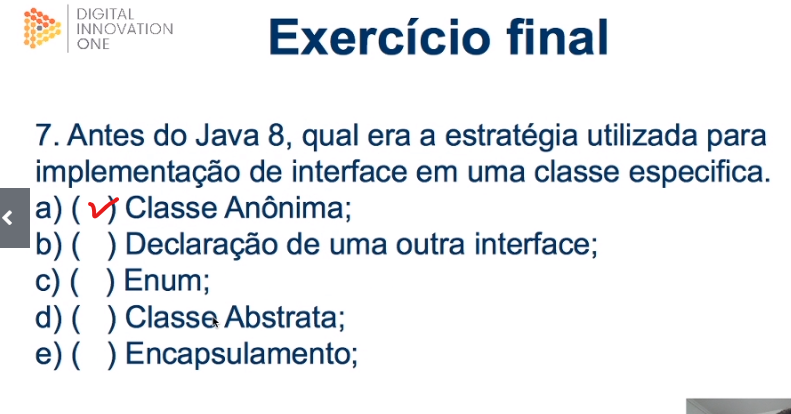 DIGITAL
INNOVATION
ONE
Exercício final
7. Antes do Java 8, qual era a estratégia utilizada para
implementação de interface em uma classe especifica.
a) ( ✓) Classe Anônima;
b) ( ) Declaração de uma outra interface;
c) ( ) Enum;
d) ( ) Classe Abstrata;
e) ( ) Encapsulamento;